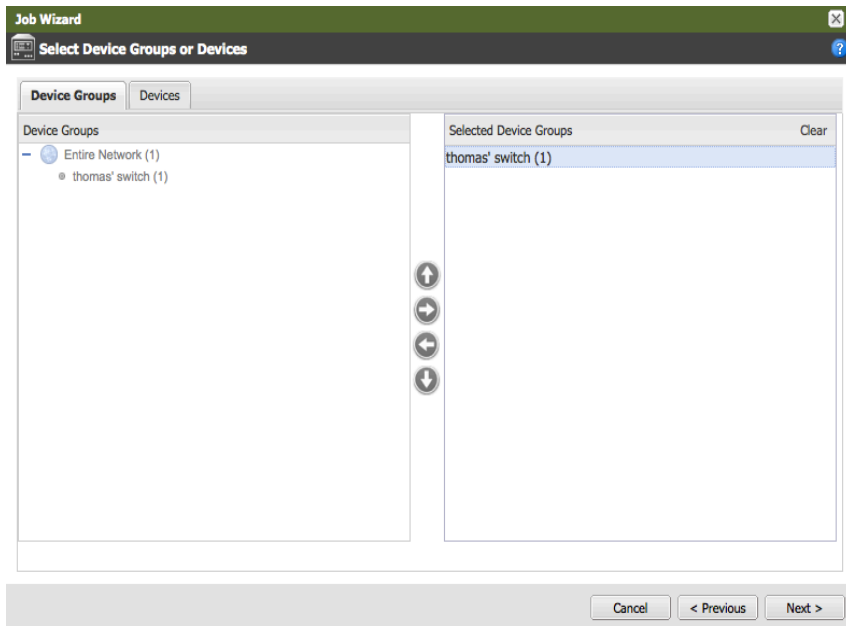 Job Wizard
Select Device Groups or Devices
?
Device Groups
Devices
Device Groups
Entire Network (1)
thomas' switch (1)
Selected Device Groups
Clear
thomas' switch (1)
Cancel
< Previous
Next >